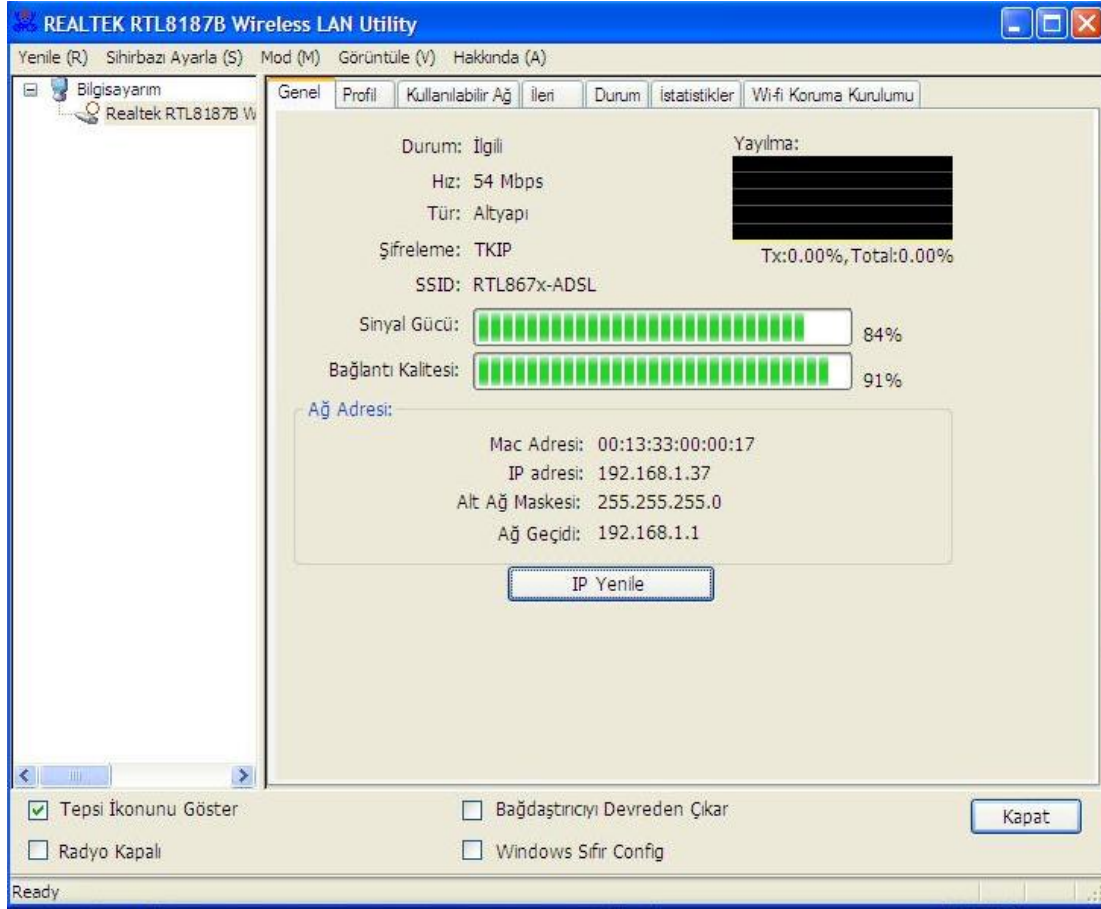 REALTEK RTL8187B Wireless LAN Utility
Yenile (R) Sihirbazı Ayarla (S) Mod (M) Görüntüle (V) Hakkında (A)
Bilgisayarım
Realtek RTL8187B W
Genel Profil Kullanılabilir Ağ İleri Durum İstatistikler Wi-fi Koruma Kurulumu
Durum: İlgili
Hız: 54 Mbps
Tür: Altyapı
Şifreleme: TKIP
SSID: RTL867x-ADSL
Yayılma:
Tx:0.00%,Total:0.00%
Sinyal Gücü: 84%
Bağlantı Kalitesi: 91%
Ağ Adresi:
Mac Adresi: 00:13:33:00:00:17
IP adresi: 192.168.1.37
Alt Ağ Maskesi: 255.255.255.0
Ağ Geçidi: 192.168.1.1
IP Yenile
Tepsi İkonunu Göster
Bağdaştırıcıyı Devreden Çıkar
Radyo Kapalı
Windows Sıfır Config
Kapat
Ready